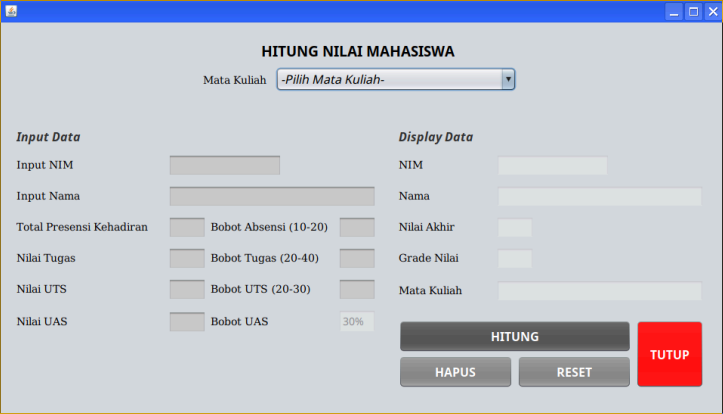 HITUNG NILAI MAHASISWA
Mata Kuliah -Pilih Mata Kuliah-
Input Data
Input NIM
Input Nama
Total Presensi Kehadiran Bobot Absensi (10-20)
Nilai Tugas Bobot Tugas (20-40)
Nilai UTS Bobot UTS (20-30)
Nilai UAS Bobot UAS 30%
Display Data
NIM
Nama
Nilai Akhir
Grade Nilai
Mata Kuliah
HITUNG
HAPUS RESET
TUTUP